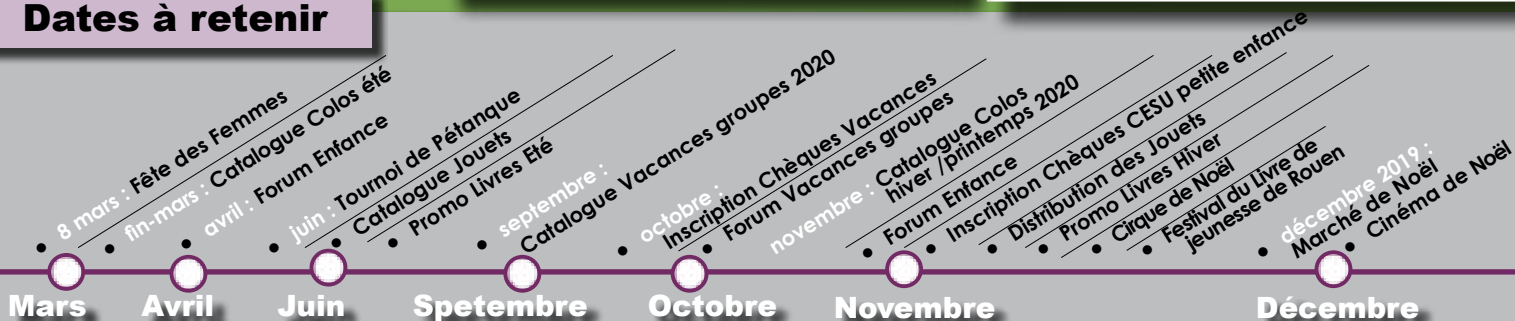 Dates à retenir
8 mars : Fête des Femmes
fin-mars : Catalogue Colos été
avril : Forum Enfance
juin : Tournoi de Pétanque
Catalogue Jouets
Promo Livres Eté
septembre :
Catalogue Vacances groupes 2020
octobre :
Inscription Chèques Vacances
Forum Vacances groupes
novembre : Catalogue Colos
hiver /printemps 2020
Forum Enfance
Inscription Chèques CESU petite enfance
Distribution des Jouets
Promo Livres Hiver
Cirque de Noël
Festival du Livre de
jeunesse de Rouen
décembre 2019 :
Marché de Noël
Cinéma de Noël
Mars
Avril
Juin
Spetembre
Octobre
Novembre
Décembre